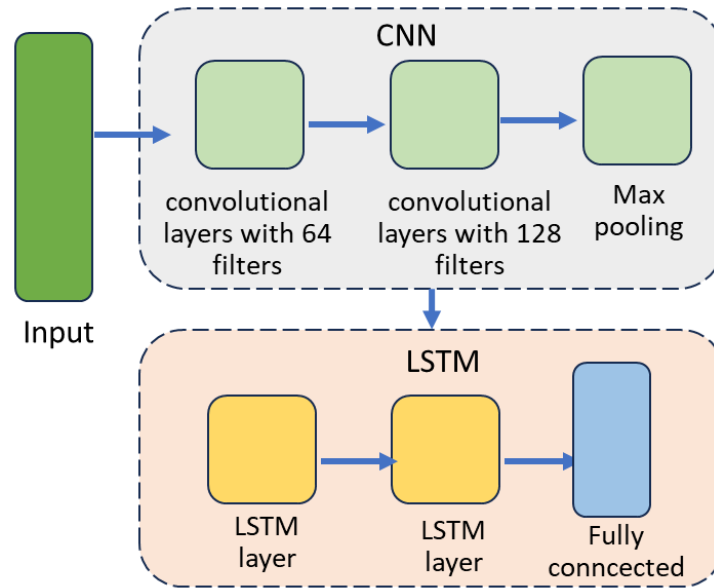 CNN
convolutional
layers with 64
filters
convolutional
layers with 128
filters
Max
pooling
Input
LSTM
LSTM
layer
LSTM
layer
Fully
conncected